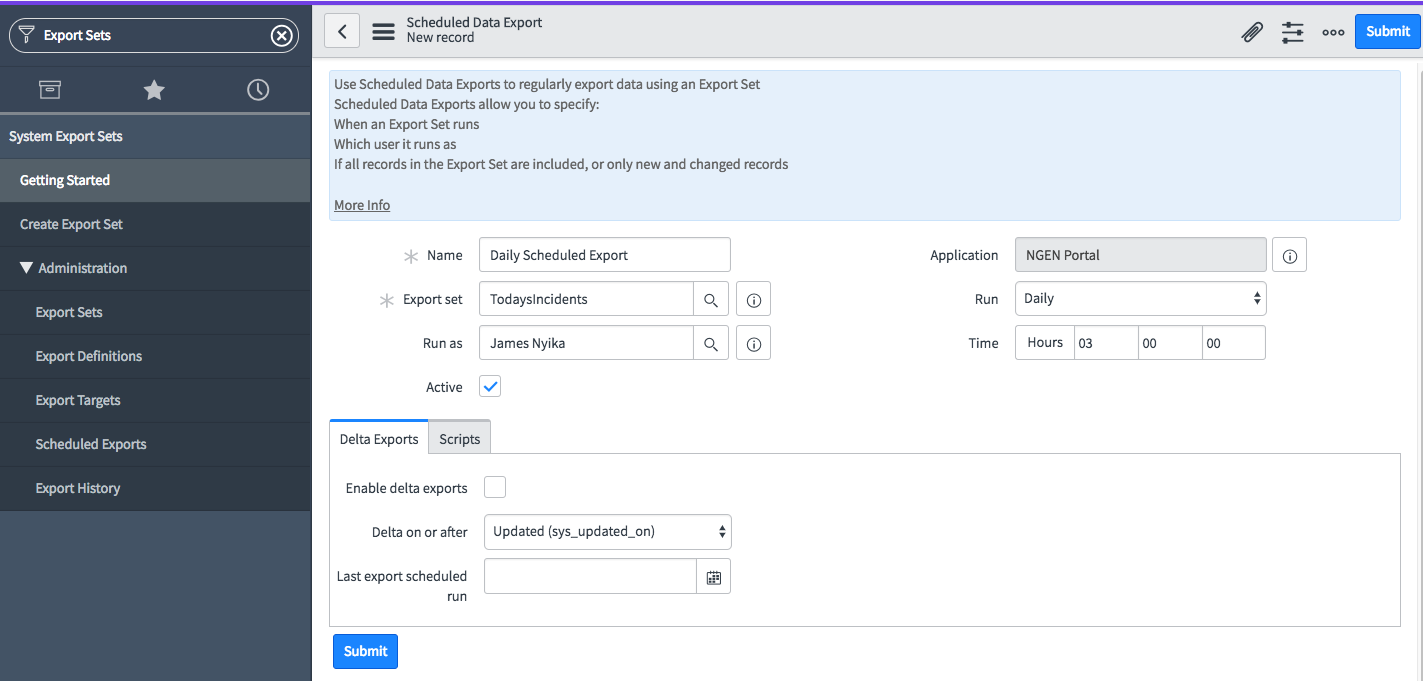 Export Sets
System Export Sets
Getting Started
Create Export Set
Administration
Export Sets
Export Definitions
Export Targets
Scheduled Exports
Export History
Scheduled Data Export
New record
Submit
Use Scheduled Data Exports to regularly export data using an Export Set
Scheduled Data Exports allow you to specify:
When an Export Set runs
Which user it runs as
If all records in the Export Set are included, or only new and changed records
More Info
Name Daily Scheduled Export Application NGEN Portal
Export set TodaysIncidents Run Daily
Run as James Nyika Time Hours 03 00 00
Active
Delta Exports Scripts
Enable delta exports
Delta on or after Updated (sys_updated_on)
Last export scheduled
run
Submit